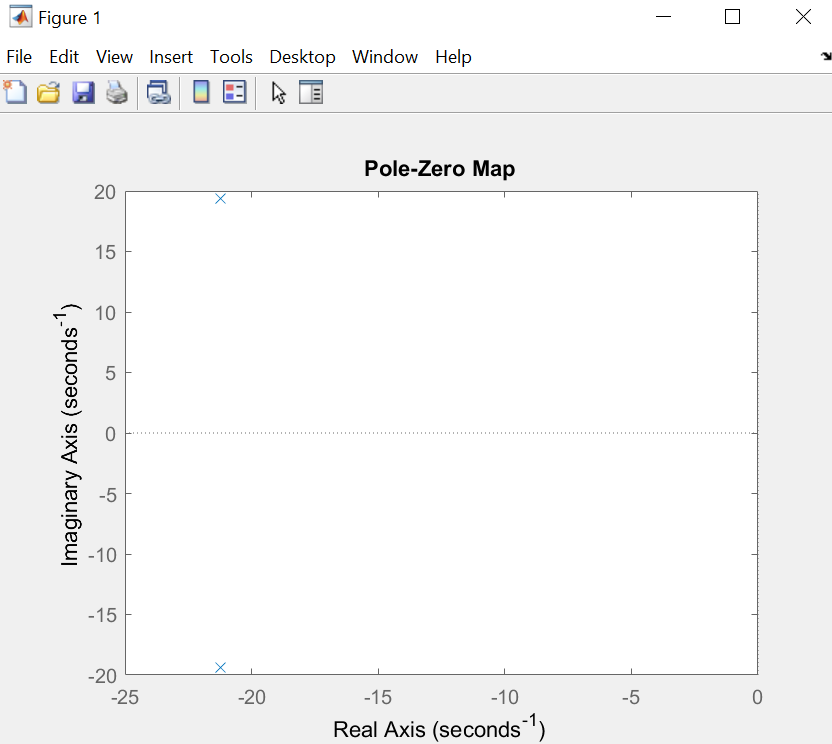 Figure 1
File Edit View Insert Tools Desktop Window Help
Pole-Zero Map
Imaginary Axis (seconds⁻¹)
20
15
10
5
0
-5
-10
-15
-20
-25 -20 -15 -10 -5 0
Real Axis (seconds⁻¹)